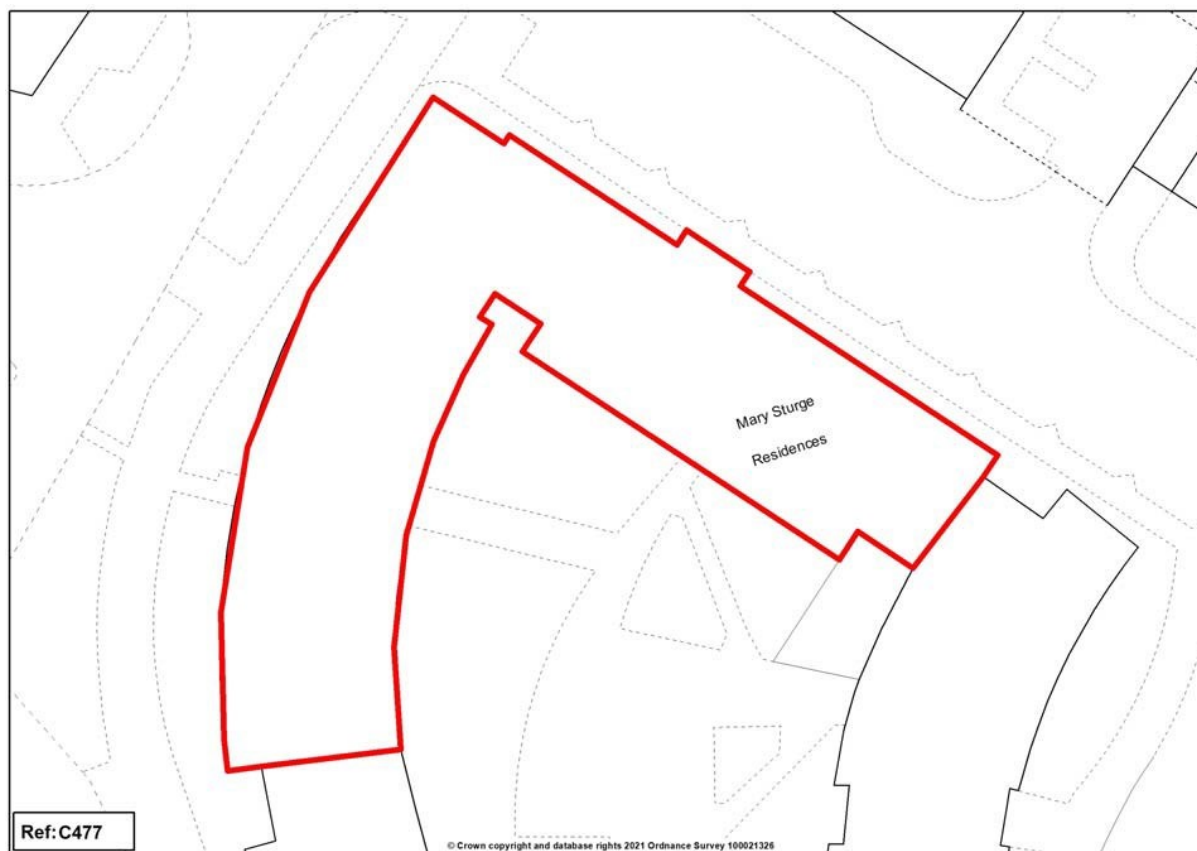 Mary Sturge
Residences
Ref:C477
© Crown copyright and database rights 2021 Ordnance Survey 100021326